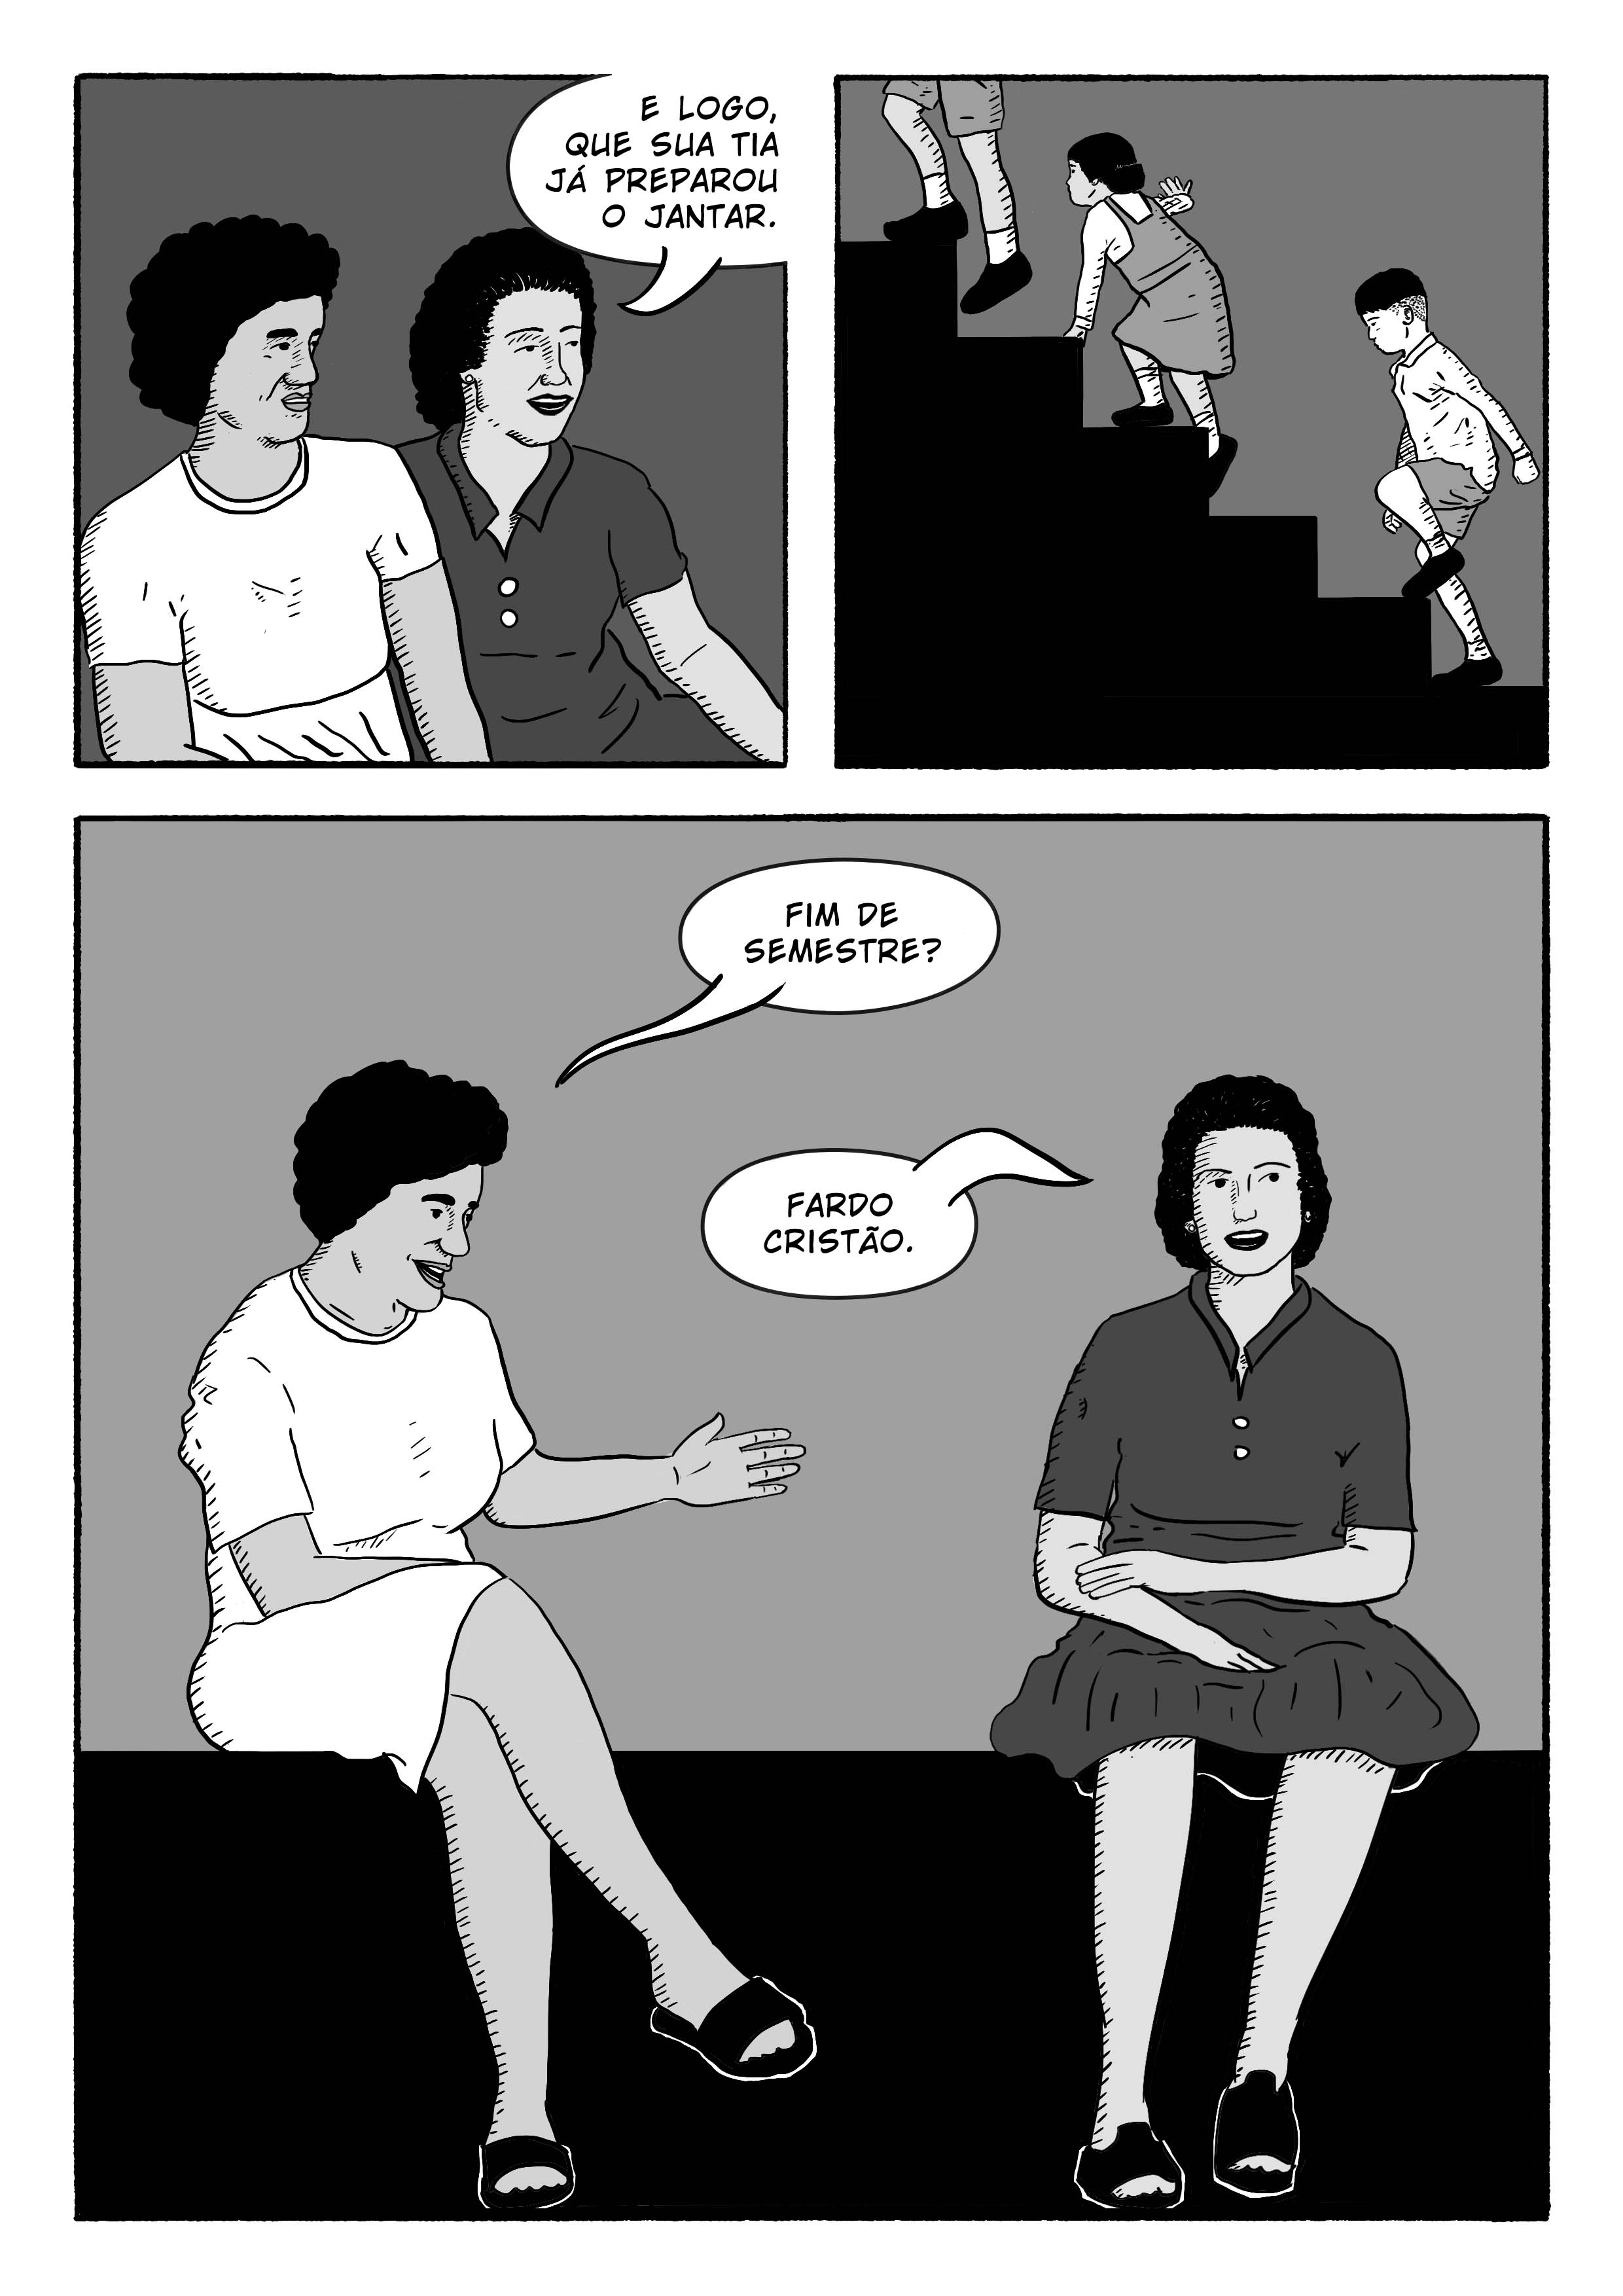 E LOGO,
QUE SUA TIA
JÁ PREPAROU
O JANTAR.
FIM DE
SEMESTRE?
FARDO
CRISTÃO.